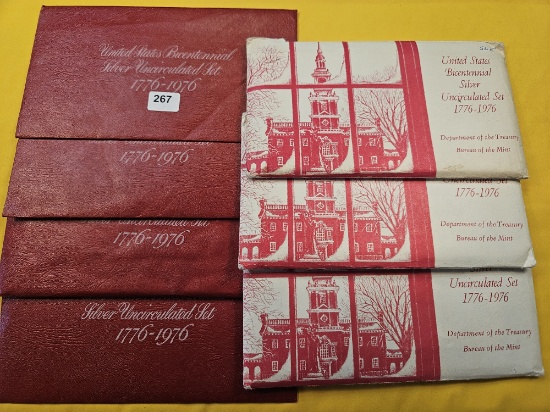 United States Bicentennial
Silver Uncirculated Set
1776-1976
267
1776-1976
1776-1976
Silver Uncirculated Set
1776-1976
United States
Bicentennial
Silver
Uncirculated Set
1776-1976
Department of the Treasury
Bureau of the Mint
1776-1976
Department of the Treasury
Bureau of the Mint
Uncirculated Set
1776-1976
Department of the Treasury
Bureau of the Mint